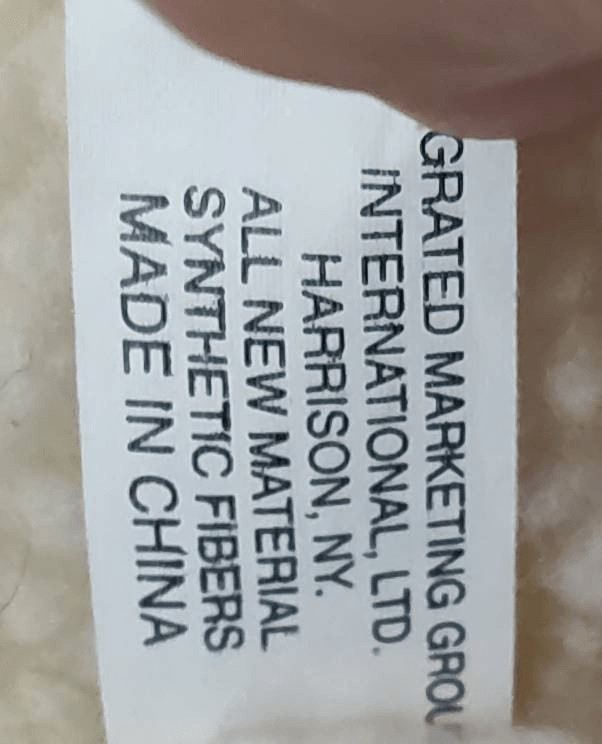 GRATED MARKETING GROU
INTERNATIONAL, LTD.
HARRISON, NY.
ALL NEW MATERIAL
SYNTHETIC FIBERS
MADE IN CHINA